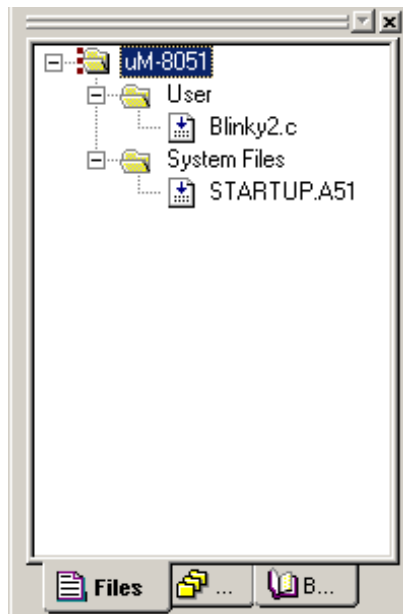 uM-8051
User
Blinky2.c
System Files
STARTUP.A51
Files ... B...